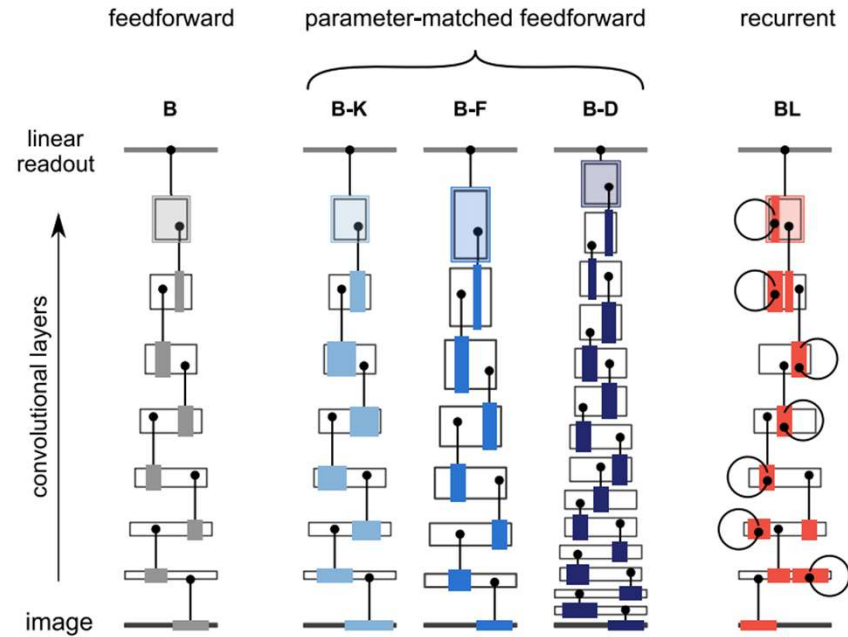 feedforward
parameter-matched feedforward
recurrent
B
B-K
B-F
B-D
BL
linear
readout
convolutional layers
image